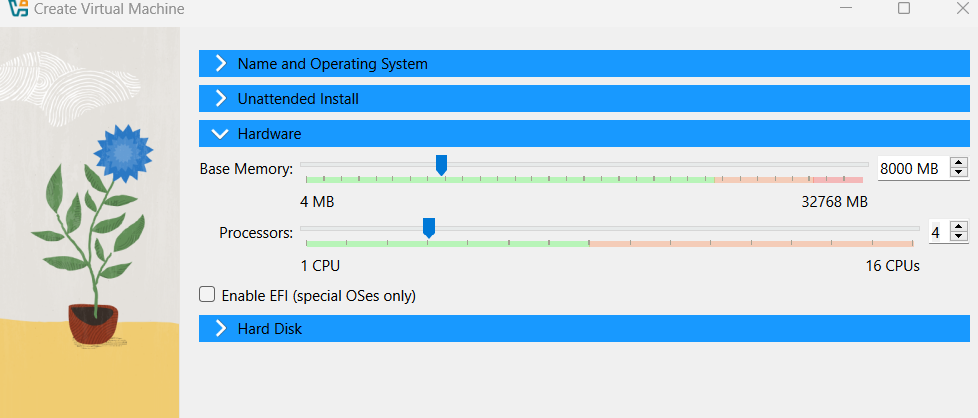 Create Virtual Machine
Name and Operating System
Unattended Install
Hardware
Base Memory: 8000 MB
4 MB 32768 MB
Processors: 4
1 CPU 16 CPUs
Enable EFI (special OSes only)
Hard Disk